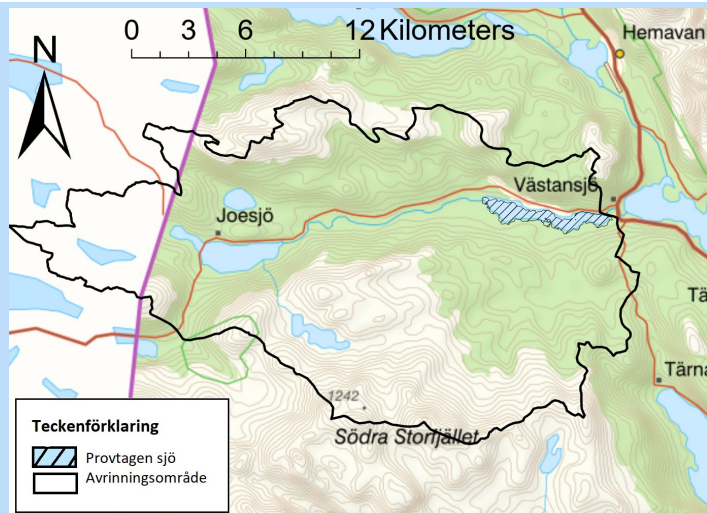 N
0 3 6 12 Kilometers
Hemavan
Västansjö
Joesjö
Tä
Tärna
1242
Södra Storfjället
Teckenförklaring
Provtagen sjö
Avrinningsområde